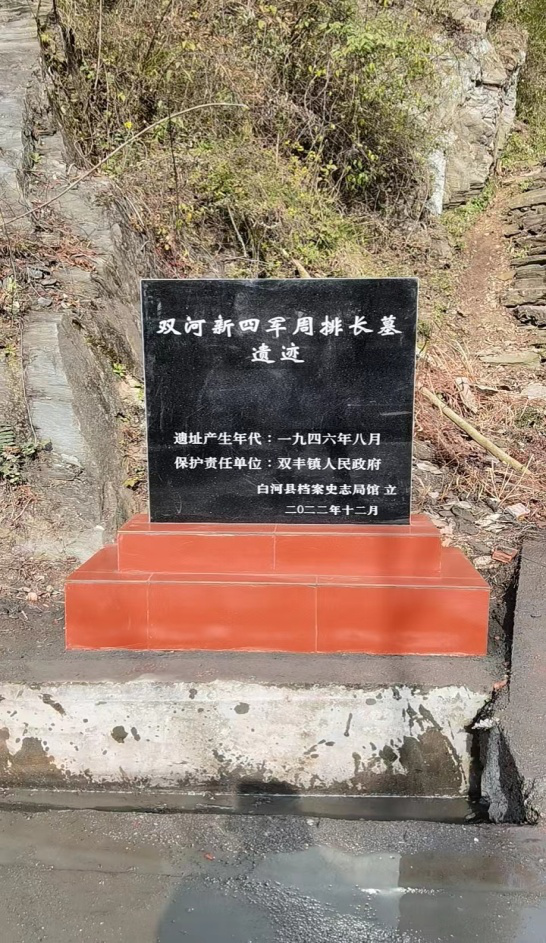 双河新四军周排长墓
遗迹
遗址产生年代：一九四六年八月
保护责任单位：双丰镇人民政府
白河县档案史志局馆 立
二〇二二年十二月